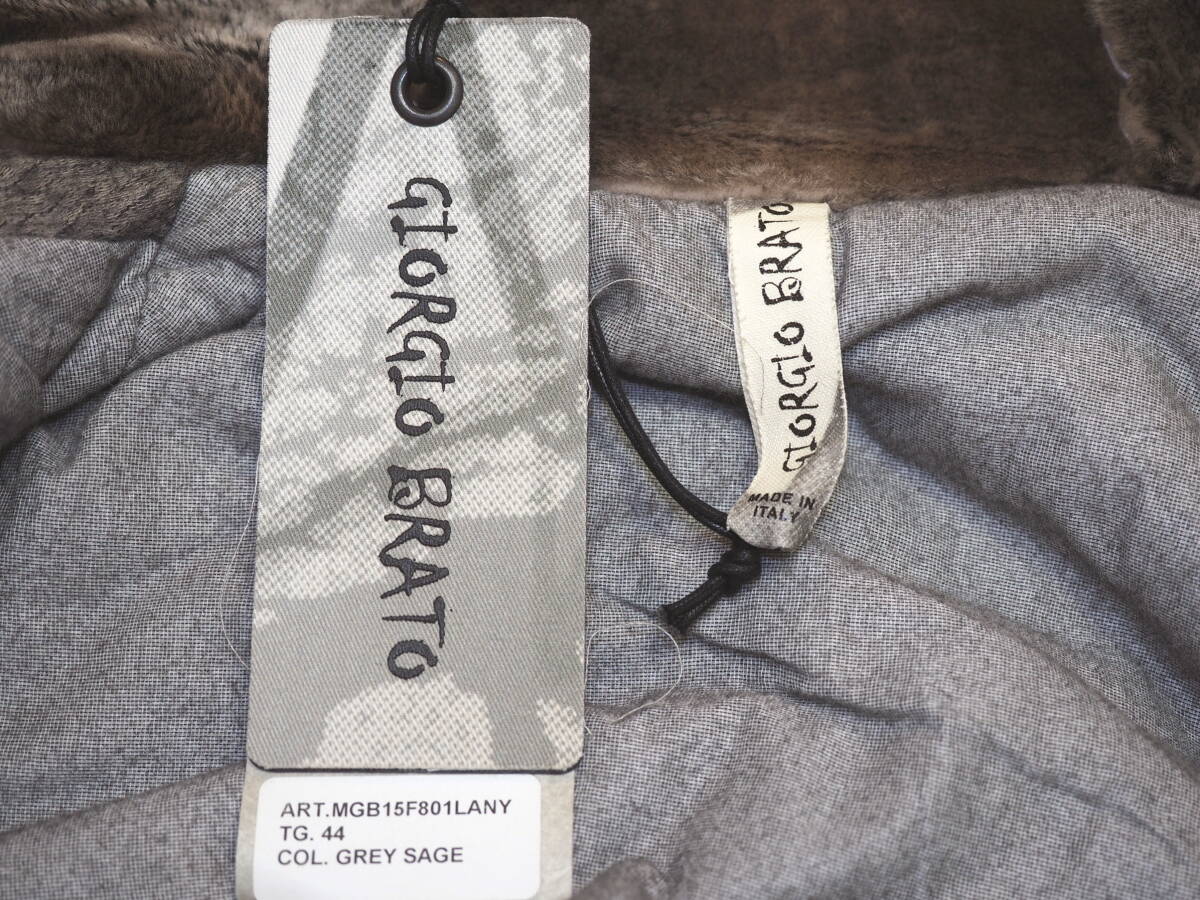 GIORGIO BRATO
ART.MGB15F801LANY
TG. 44
COL. GREY SAGE
GIORGIO BRATO
MADE IN
ITALY